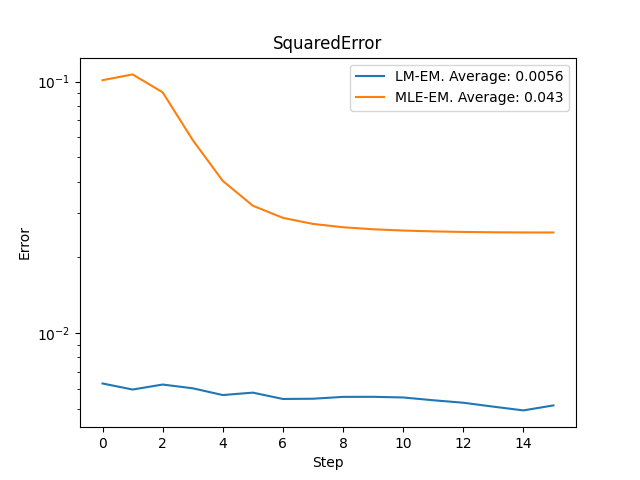 SquaredError
LM-EM. Average: 0.0056
MLE-EM. Average: 0.043
10⁻¹
10⁻²
Error
0 2 4 6 8 10 12 14
Step